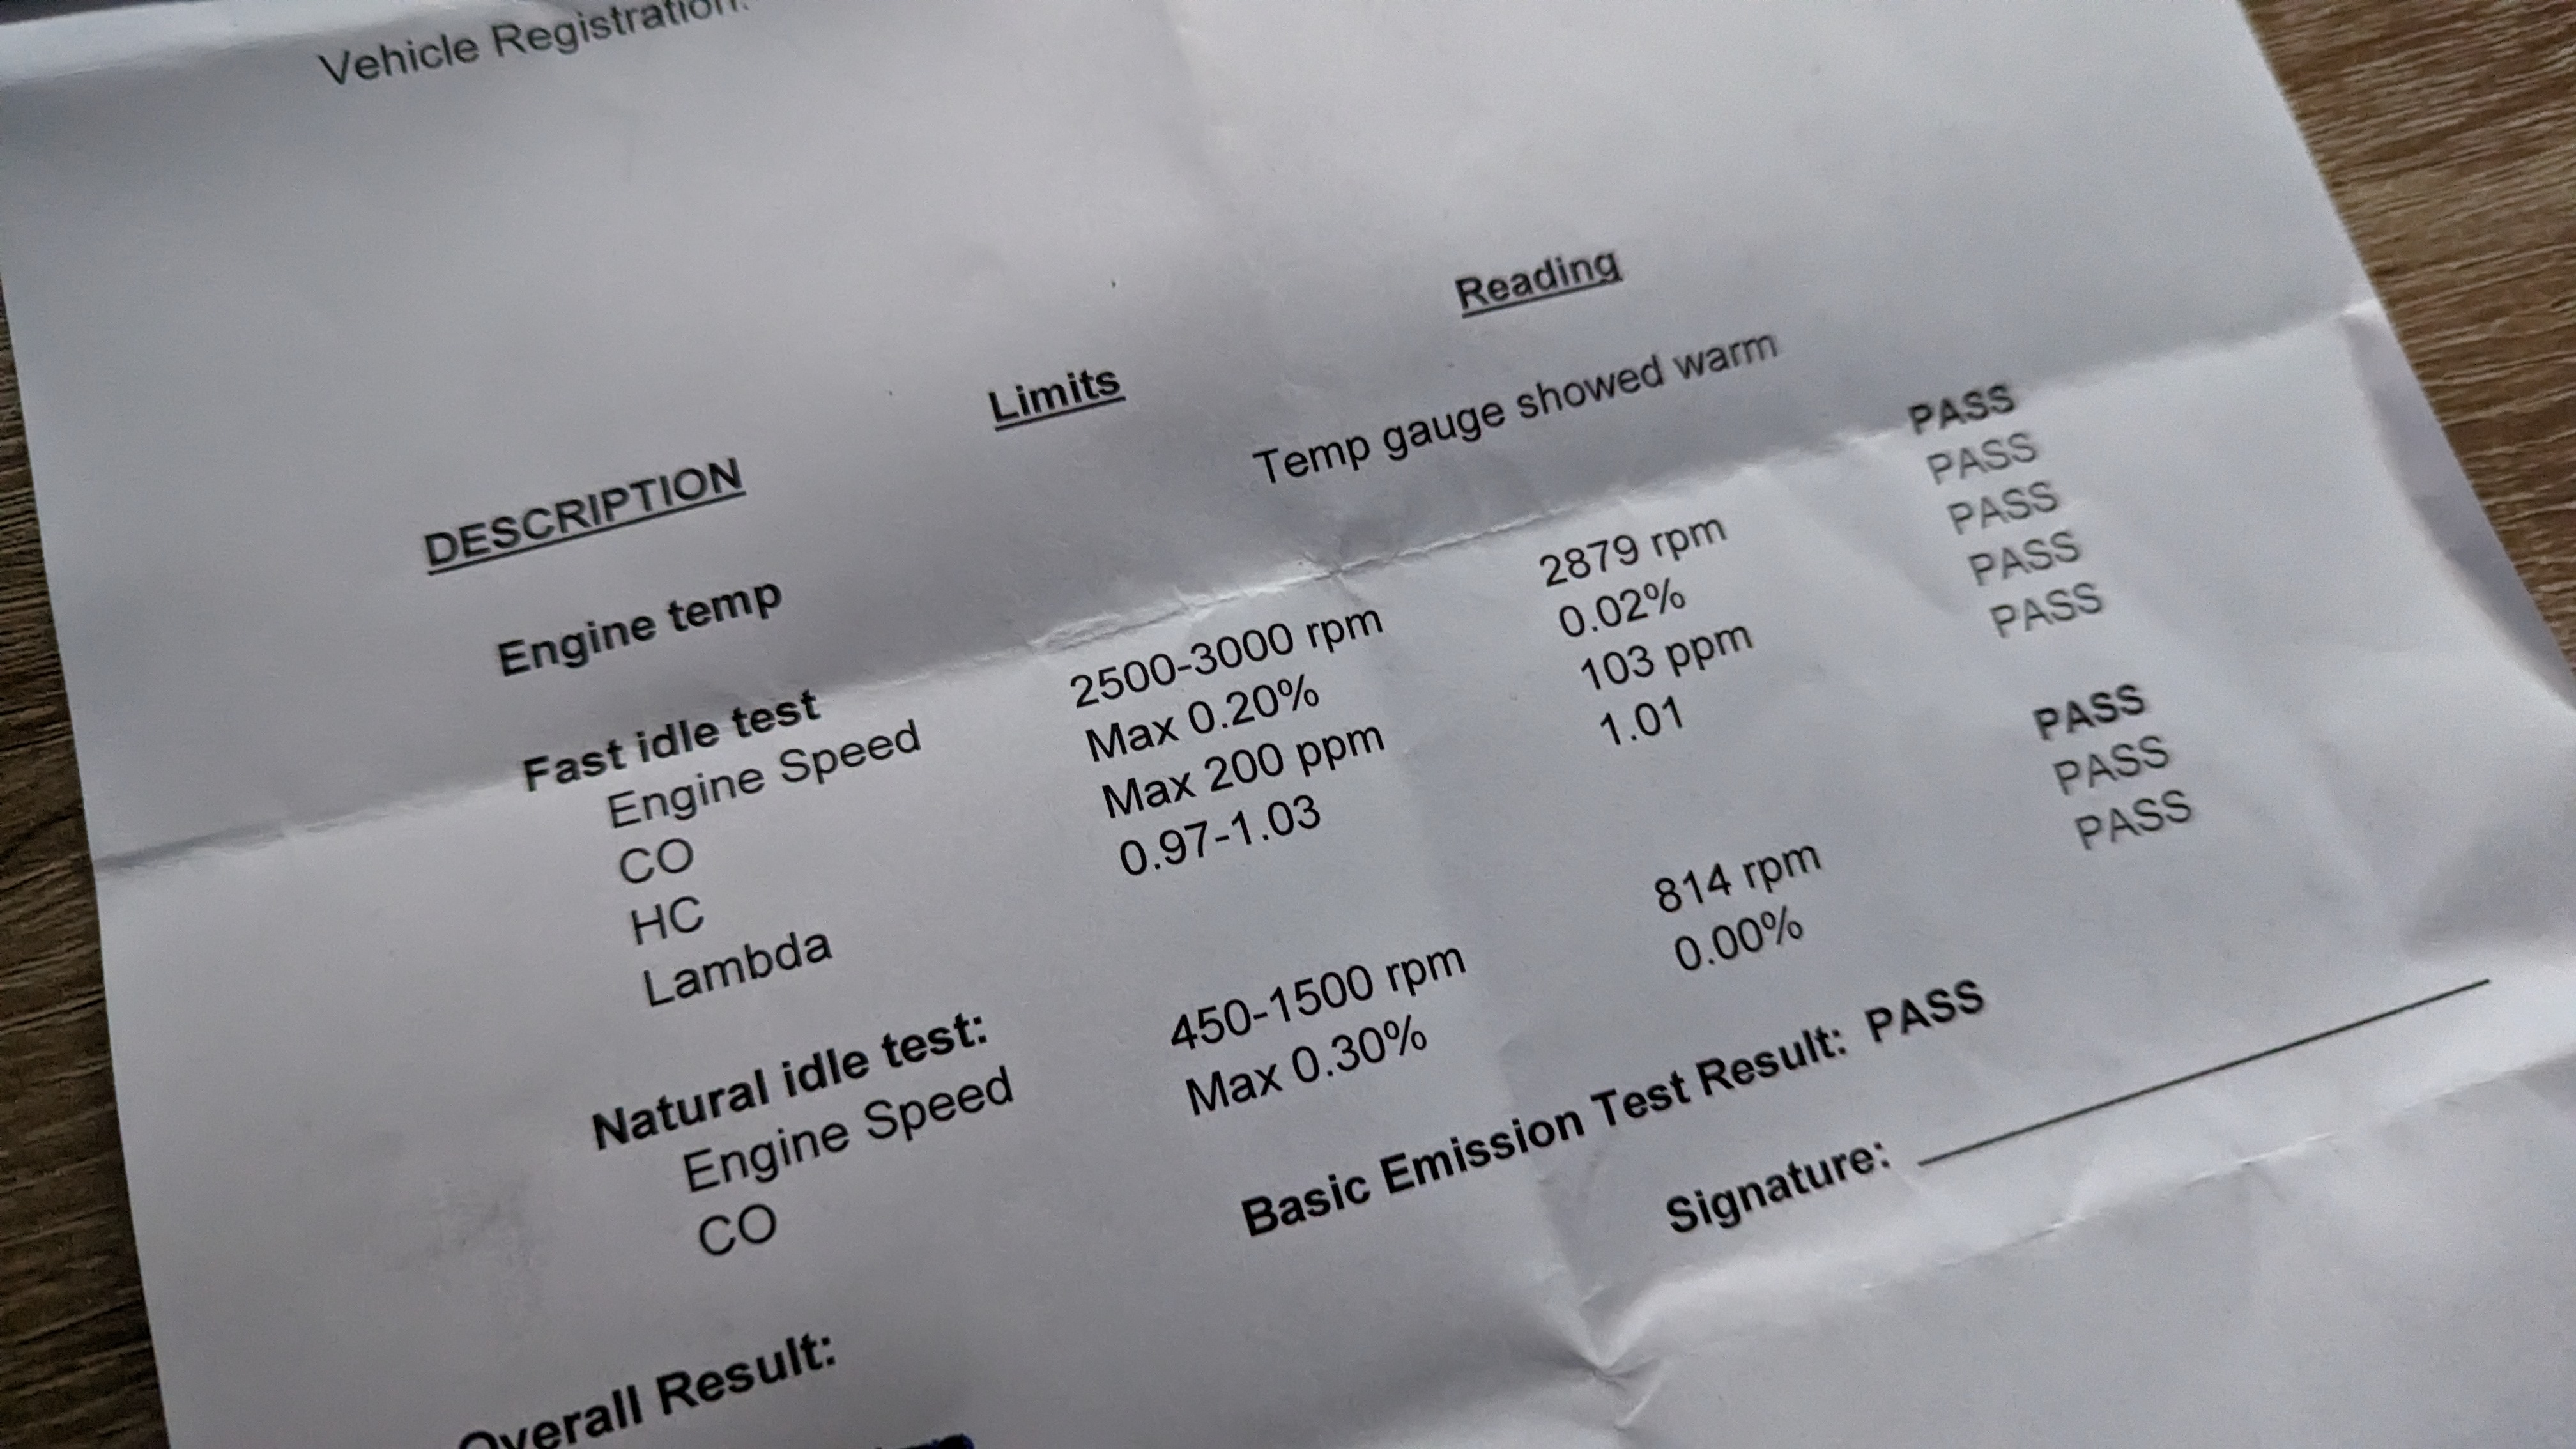 Vehicle Registration:
DESCRIPTION Limits Reading
Engine temp Temp gauge showed warm
Fast idle test PASS
Engine Speed 2500-3000 rpm 2879 rpm PASS
CO Max 0.20% 0.02% PASS
HC Max 200 ppm 103 ppm PASS
Lambda 0.97-1.03 1.01 PASS
Natural idle test: PASS
Engine Speed 450-1500 rpm 814 rpm PASS
CO Max 0.30% 0.00% PASS
Basic Emission Test Result: PASS
Signature:
Overall Result: